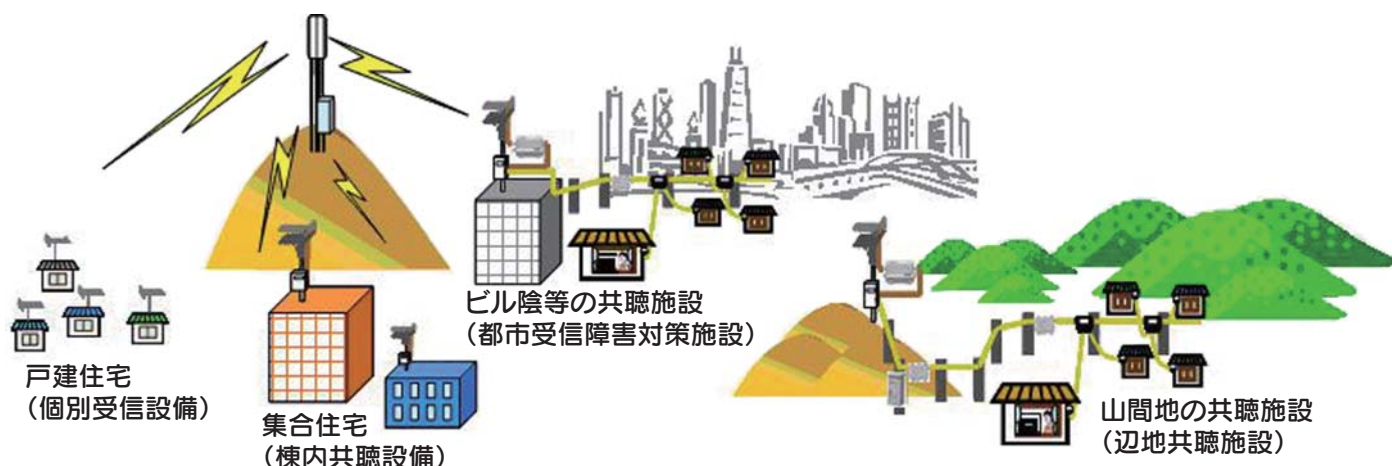 ビル陰等の共聴施設
（都市受信障害対策施設）
戸建住宅
（個別受信設備）
集合住宅
（棟内共聴設備）
山間地の共聴施設
（辺地共聴施設）